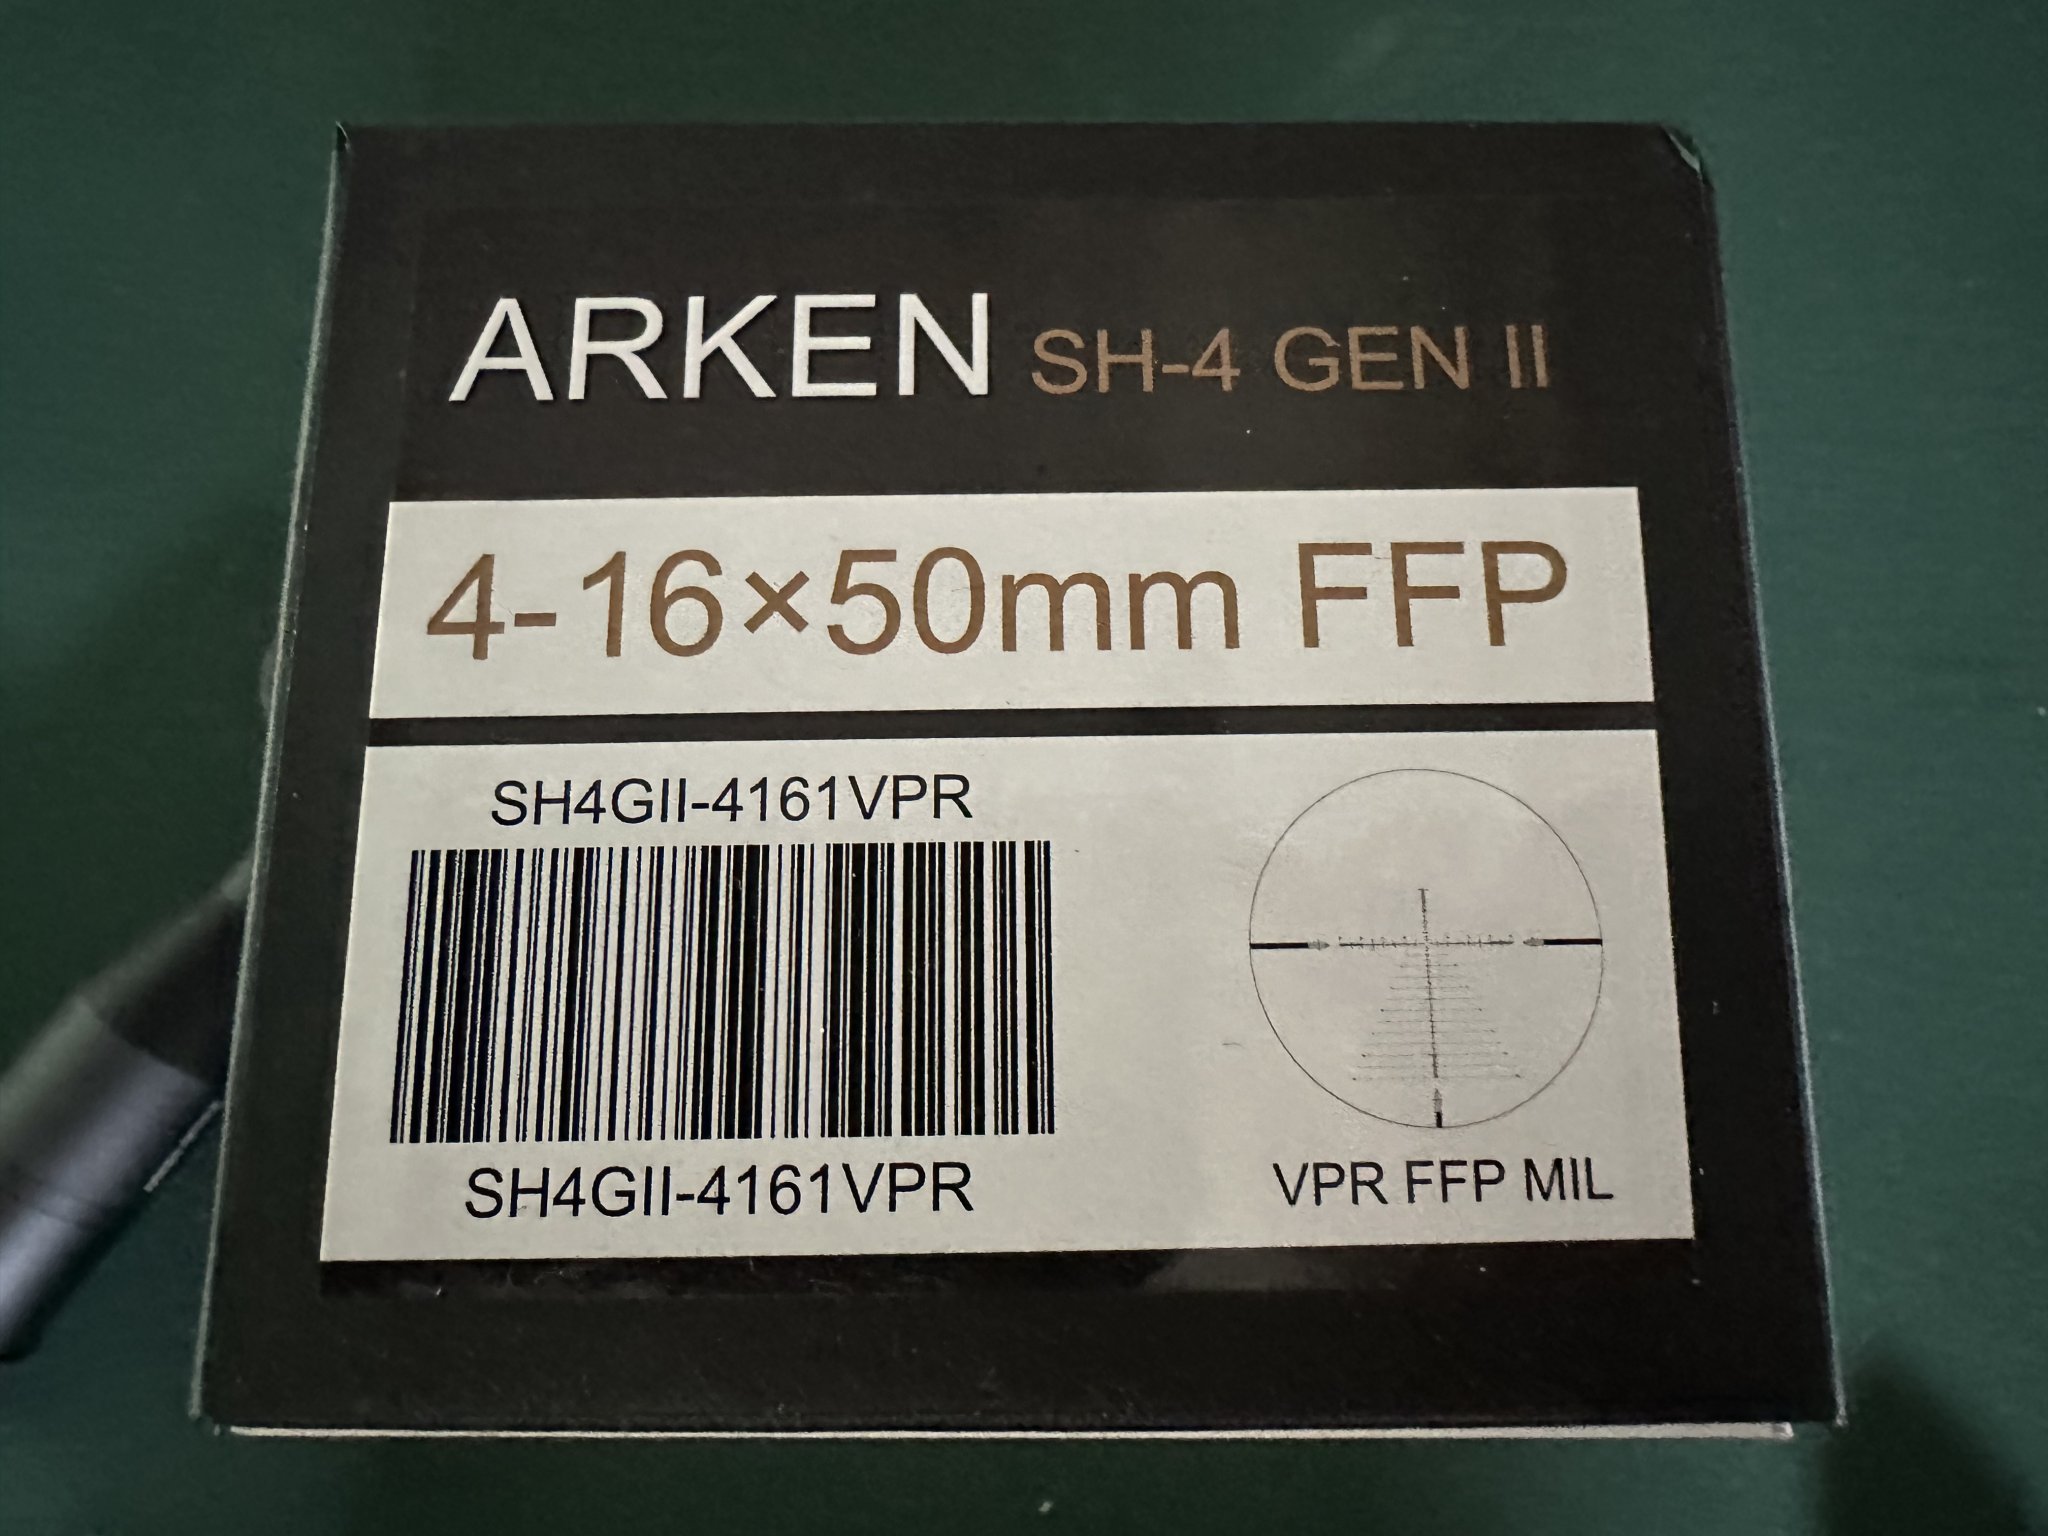 ARKEN SH-4 GEN II
4-16×50mm FFP
SH4GII-4161VPR
SH4GII-4161VPR
VPR FFP MIL